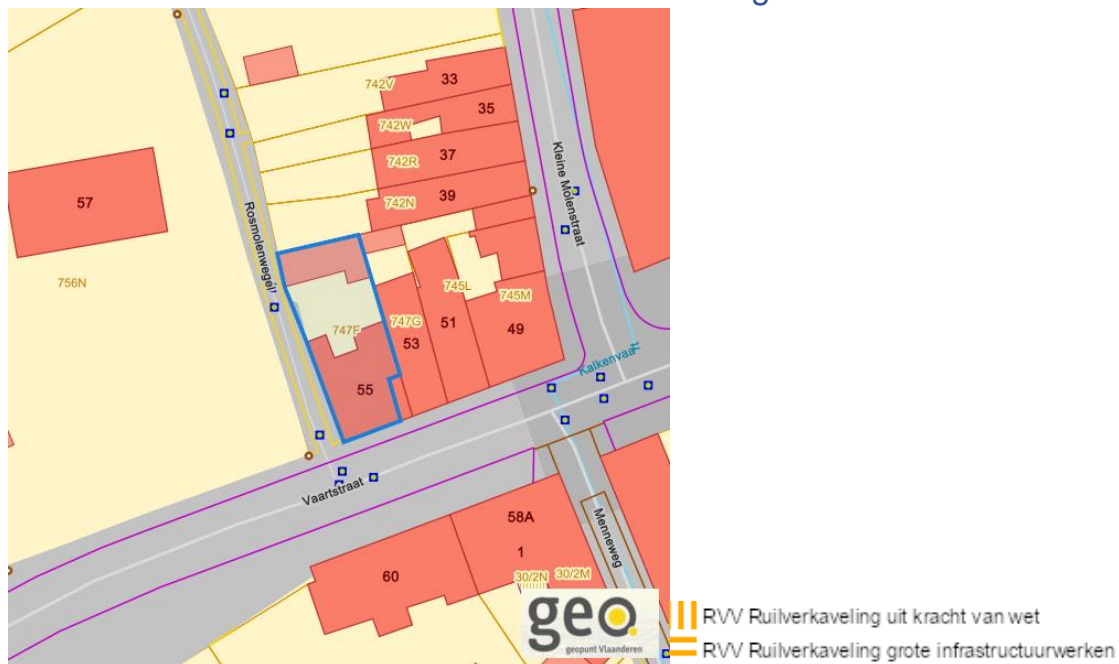 33
742V
35
742W
37
742R
39
742N
57
756N
Rosmolenwegel
Kleine Molenstraat
747F
747G
745L
745M
53
51
49
55
Kalkenvaa
Vaartstraat
58A
1
60
30/2N
30/2M
Menneweg
geo.
geopunt Vlaanderen
RVV Ruilverkaveling uit kracht van wet
RVV Ruilverkaveling grote infrastructuurwerken